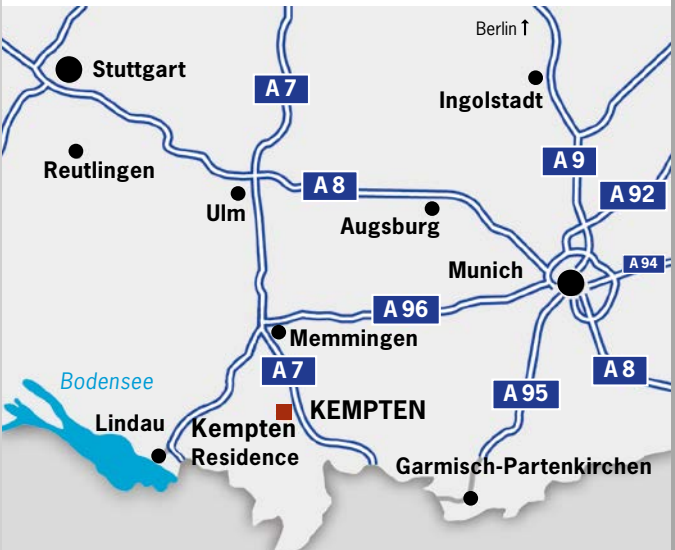 Berlin ↑
Stuttgart
A 7
Ingolstadt
Reutlingen
A 9
A 8
A 92
Ulm
Augsburg
Munich
A 94
A 96
Memmingen
A 7
A 8
Bodensee
A 95
KEMPTEN
Lindau
Kempten
Residence
Garmisch-Partenkirchen